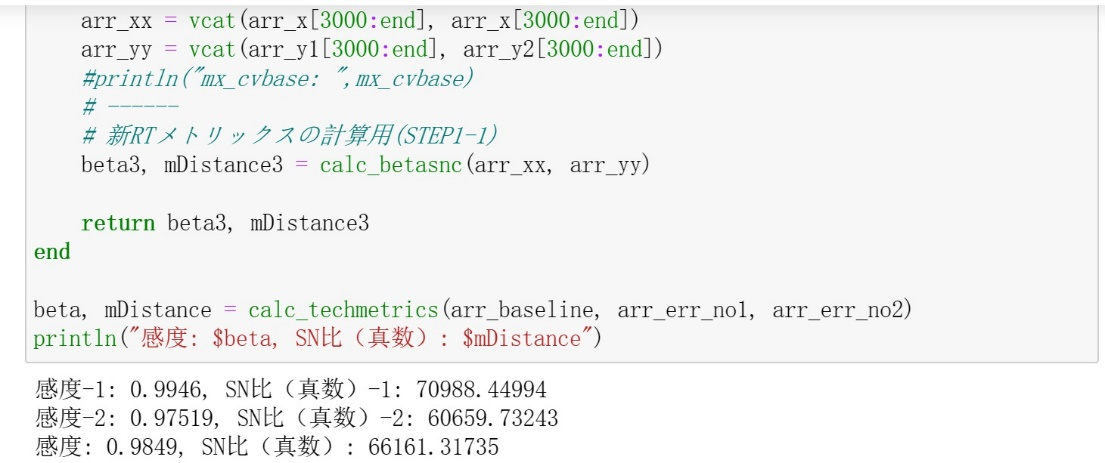 arr_xx = vcat(arr_x[3000:end], arr_x[3000:end])
arr_yy = vcat(arr_y1[3000:end], arr_y2[3000:end])
#println("mx_cvbase: ",mx_cvbase)
# ------
# 新RTメトリックスの計算用(STEP1-1)
beta3, mDistance3 = calc_betasnc(arr_xx, arr_yy)
return beta3, mDistance3
end
beta, mDistance = calc_techmetrics(arr_baseline, arr_err_no1, arr_err_no2)
println("感度: $beta, SN比（真数）: $mDistance")
感度-1: 0.9946, SN比（真数）-1: 70988.44994
感度-2: 0.97519, SN比（真数）-2: 60659.73243
感度: 0.9849, SN比（真数）: 66161.31735